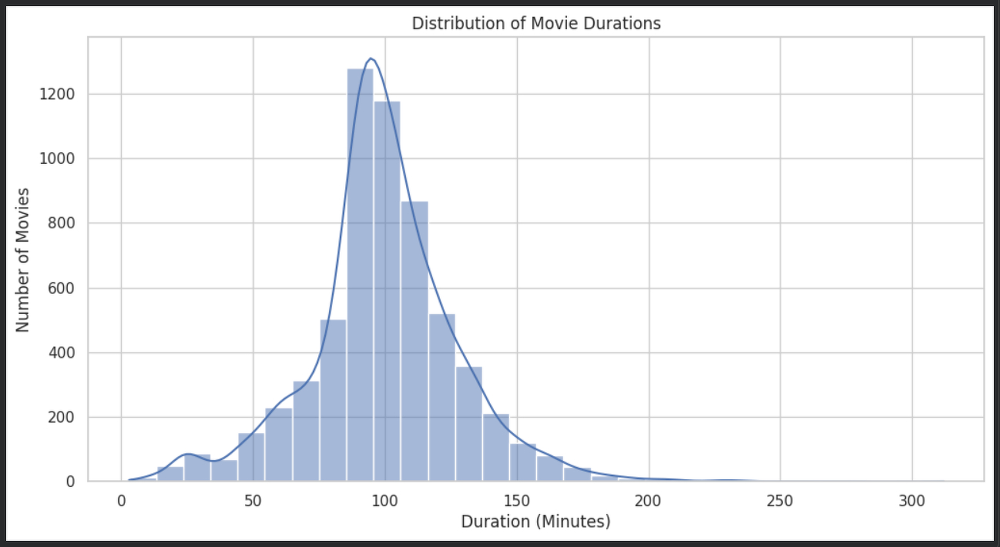 Distribution of Movie Durations
1200
1000
800
600
400
200
0
Number of Movies
0 50 100 150 200 250 300
Duration (Minutes)